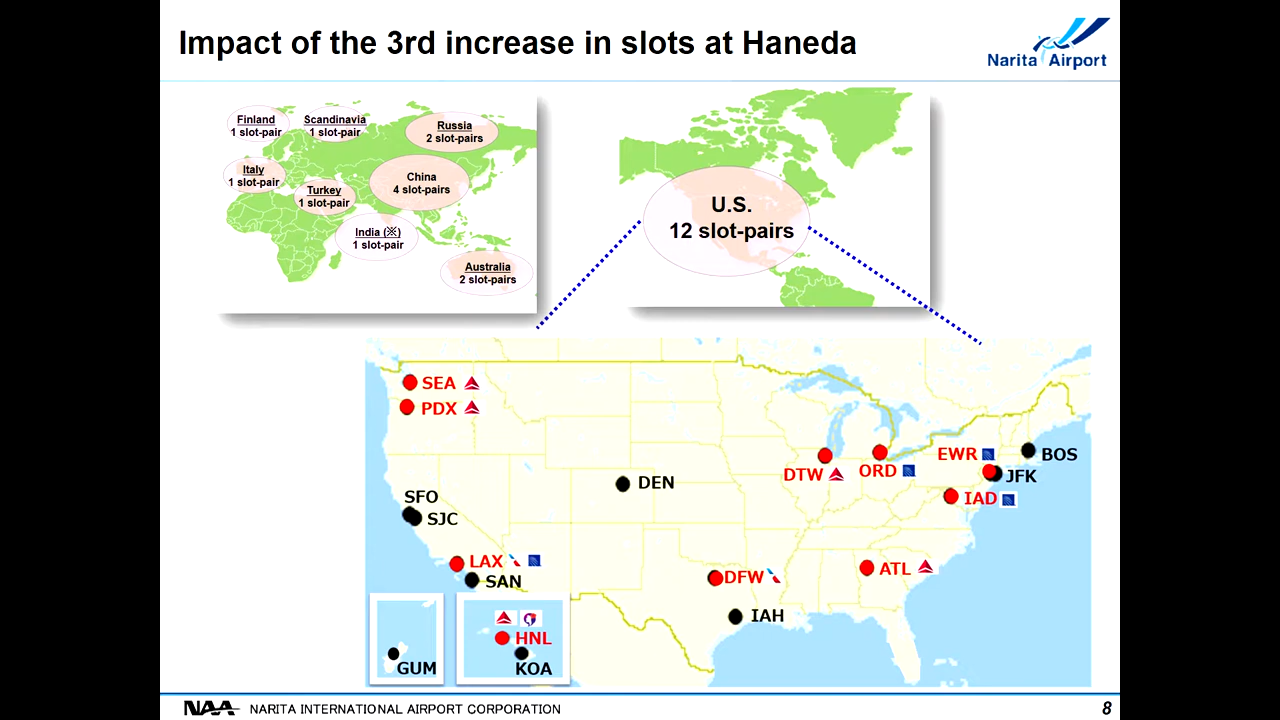 Impact of the 3rd increase in slots at Haneda
Narita Airport
Finland
1 slot-pair
Scandinavia
1 slot-pair
Russia
2 slot-pairs
Italy
1 slot-pair
Turkey
1 slot-pair
China
4 slot-pairs
India (※)
1 slot-pair
Australia
2 slot-pairs
U.S.
12 slot-pairs
SEA
PDX
SFO
SJC
LAX
SAN
DEN
DTW
ORD
EWR
BOS
JFK
IAD
DFW
ATL
IAH
HNL
KOA
GUM
NAA NARITA INTERNATIONAL AIRPORT CORPORATION
8